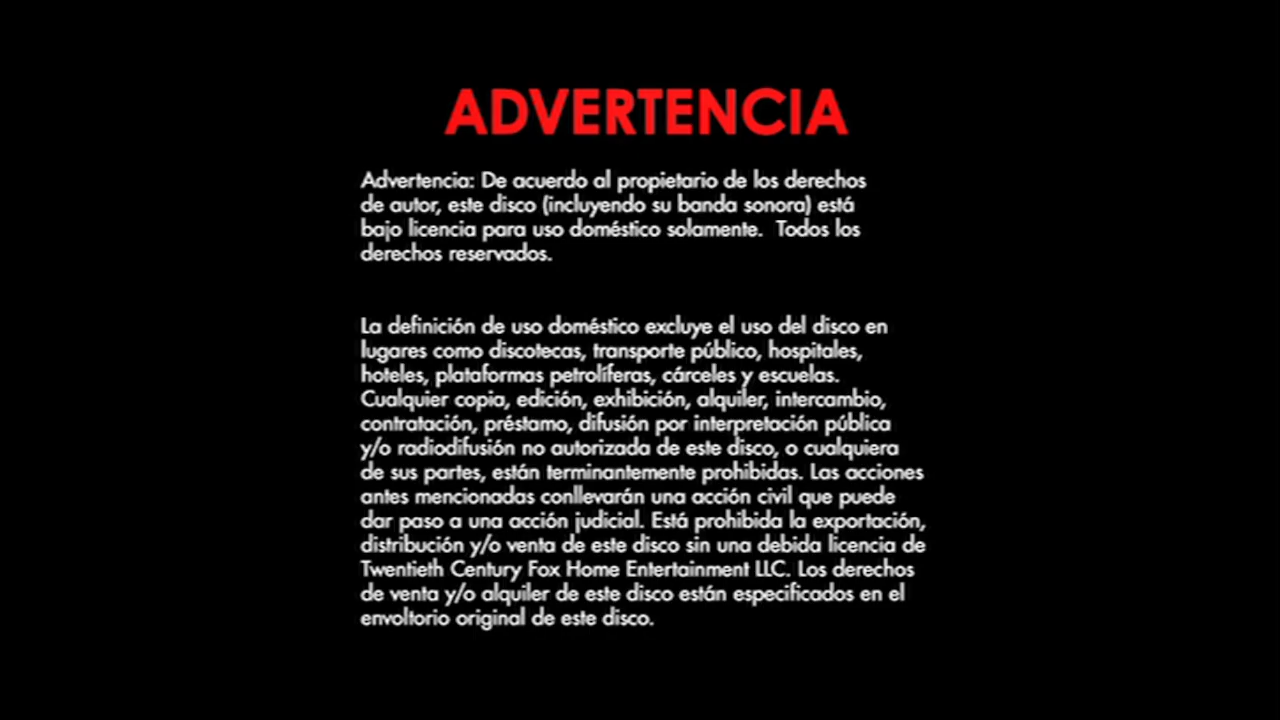 ADVERTENCIA
Advertencia: De acuerdo al propietario de los derechos
de autor, este disco (incluyendo su banda sonora) está
bajo licencia para uso doméstico solamente.  Todos los
derechos reservados.
La definición de uso doméstico excluye el uso del disco en
lugares como discotecas, transporte público, hospitales,
hoteles, plataformas petrolíferas, cárceles y escuelas.
Cualquier copia, edición, exhibición, alquiler, intercambio,
contratación, préstamo, difusión por interpretación pública
y/o radiodifusión no autorizada de este disco, o cualquiera
de sus partes, están terminantemente prohibidas. Las acciones
antes mencionadas conllevarán una acción civil que puede
dar paso a una acción judicial. Está prohibida la exportación,
distribución y/o venta de este disco sin una debida licencia de
Twentieth Century Fox Home Entertainment LLC. Los derechos
de venta y/o alquiler de este disco están especificados en el
envoltorio original de este disco.